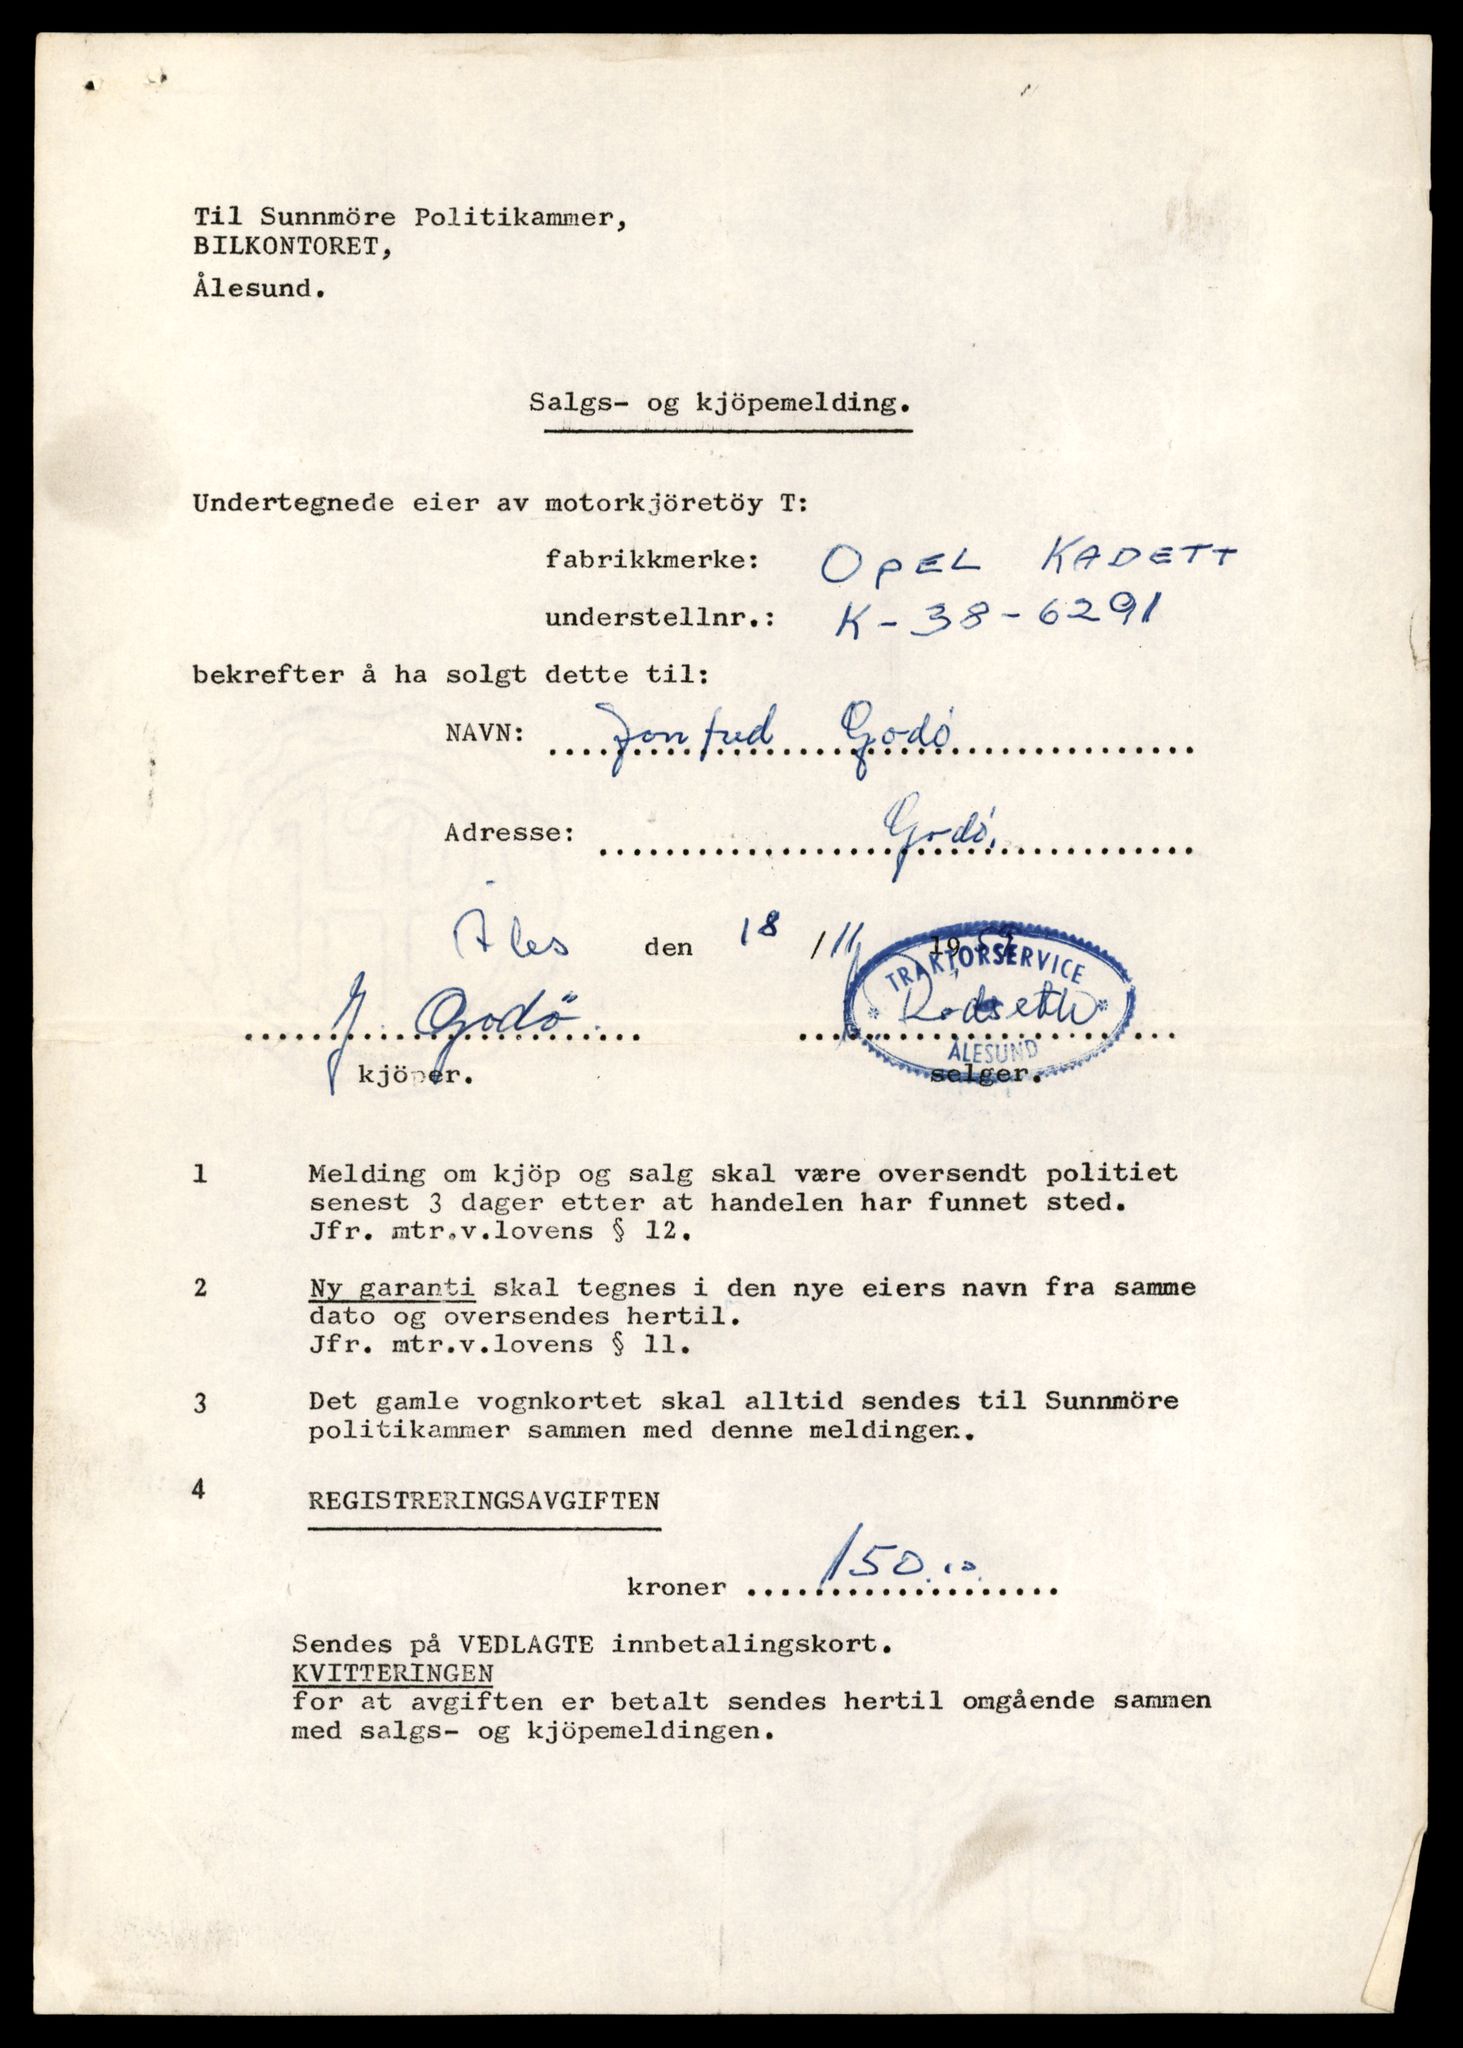 Til Sunnmöre Politikammer,
BILKONTORET,
Ålesund.
Salgs- og kjöpemelding.
Undertegnede eier av motorkjöretöy T:
fabrikkmerke: OPEL KADETT
understellnr.: K-38-6291
bekrefter å ha solgt dette til:
NAVN: Godø
Adresse: Godø,
Åles den 18 / 11 19
TRAKTORSERVICE
J. Godö Rødseth
ÅLESUND
kjöper. selger.
1 Melding om kjöp og salg skal være oversendt politiet
senest 3 dager etter at handelen har funnet sted.
Jfr. mtr.v.lovens § 12.
2 Ny garanti skal tegnes i den nye eiers navn fra samme
dato og oversendes hertil.
Jfr. mtr.v.lovens § 11.
3 Det gamle vognkortet skal alltid sendes til Sunnmöre
politikammer sammen med denne meldingen.
4 REGISTRERINGSAVGIFTEN
kroner 150.00
Sendes på VEDLAGTE innbetalingskort.
KVITTERINGEN
for at avgiften er betalt sendes hertil omgående sammen
med salgs- og kjöpemeldingen.